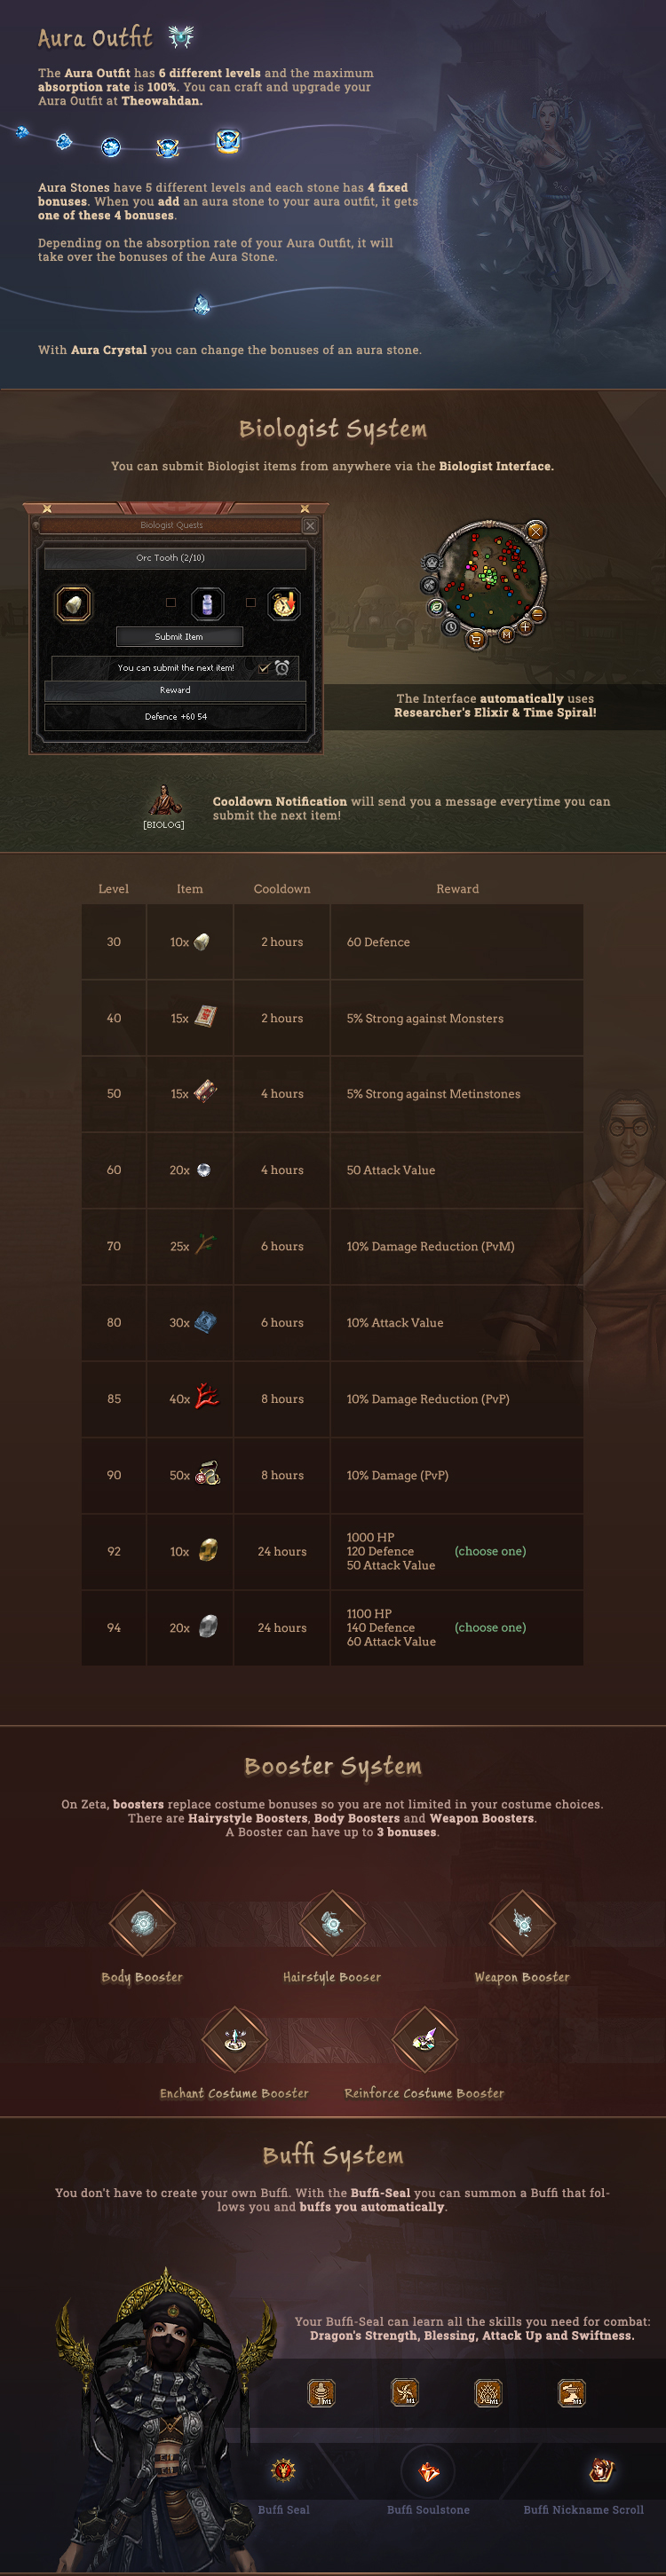 Aura Outfit
The Aura Outfit has 6 different levels and the maximum
absorption rate is 100%. You can craft and upgrade your
Aura Outfit at Theowahdan.
Aura Stones have 5 different levels and each stone has 4 fixed
bonuses. When you add an aura stone to your aura outfit, it gets
one of these 4 bonuses.
Depending on the absorption rate of your Aura Outfit, it will
take over the bonuses of the Aura Stone.
With Aura Crystal you can change the bonuses of an aura stone.
Biologist System
You can submit Biologist items from anywhere via the Biologist Interface.
Biologist Quests
Orc Tooth (2/10)
Submit Item
You can submit the next item!
Reward
Defence +60 54
The Interface automatically uses
Researcher's Elixir & Time Spiral!
[BIOLOG]
Cooldown Notification will send you a message everytime you can
submit the next item!
Level Item Cooldown Reward
30 10x 2 hours 60 Defence
40 15x 2 hours 5% Strong against Monsters
50 15x 4 hours 5% Strong against Metinstones
60 20x 4 hours 50 Attack Value
70 25x 6 hours 10% Damage Reduction (PvM)
80 30x 6 hours 10% Attack Value
85 40x 8 hours 10% Damage Reduction (PvP)
90 50x 8 hours 10% Damage (PvP)
1000 HP
92 10x 24 hours 120 Defence (choose one)
50 Attack Value
1100 HP
94 20x 24 hours 140 Defence (choose one)
60 Attack Value
Booster System
On Zeta, boosters replace costume bonuses so you are not limited in your costume choices.
There are Hairystyle Boosters, Body Boosters and Weapon Boosters.
A Booster can have up to 3 bonuses.
Body Booster Hairstyle Booser Weapon Booster
Enchant Costume Booster Reinforce Costume Booster
Buffi System
You don't have to create your own Buffi. With the Buffi-Seal you can summon a Buffi that fol-
lows you and buffs you automatically.
Your Buffi-Seal can learn all the skills you need for combat:
Dragon's Strength, Blessing, Attack Up and Swiftness.
M1 M1 M1 M1
Buffi Seal Buffi Soulstone Buffi Nickname Scroll